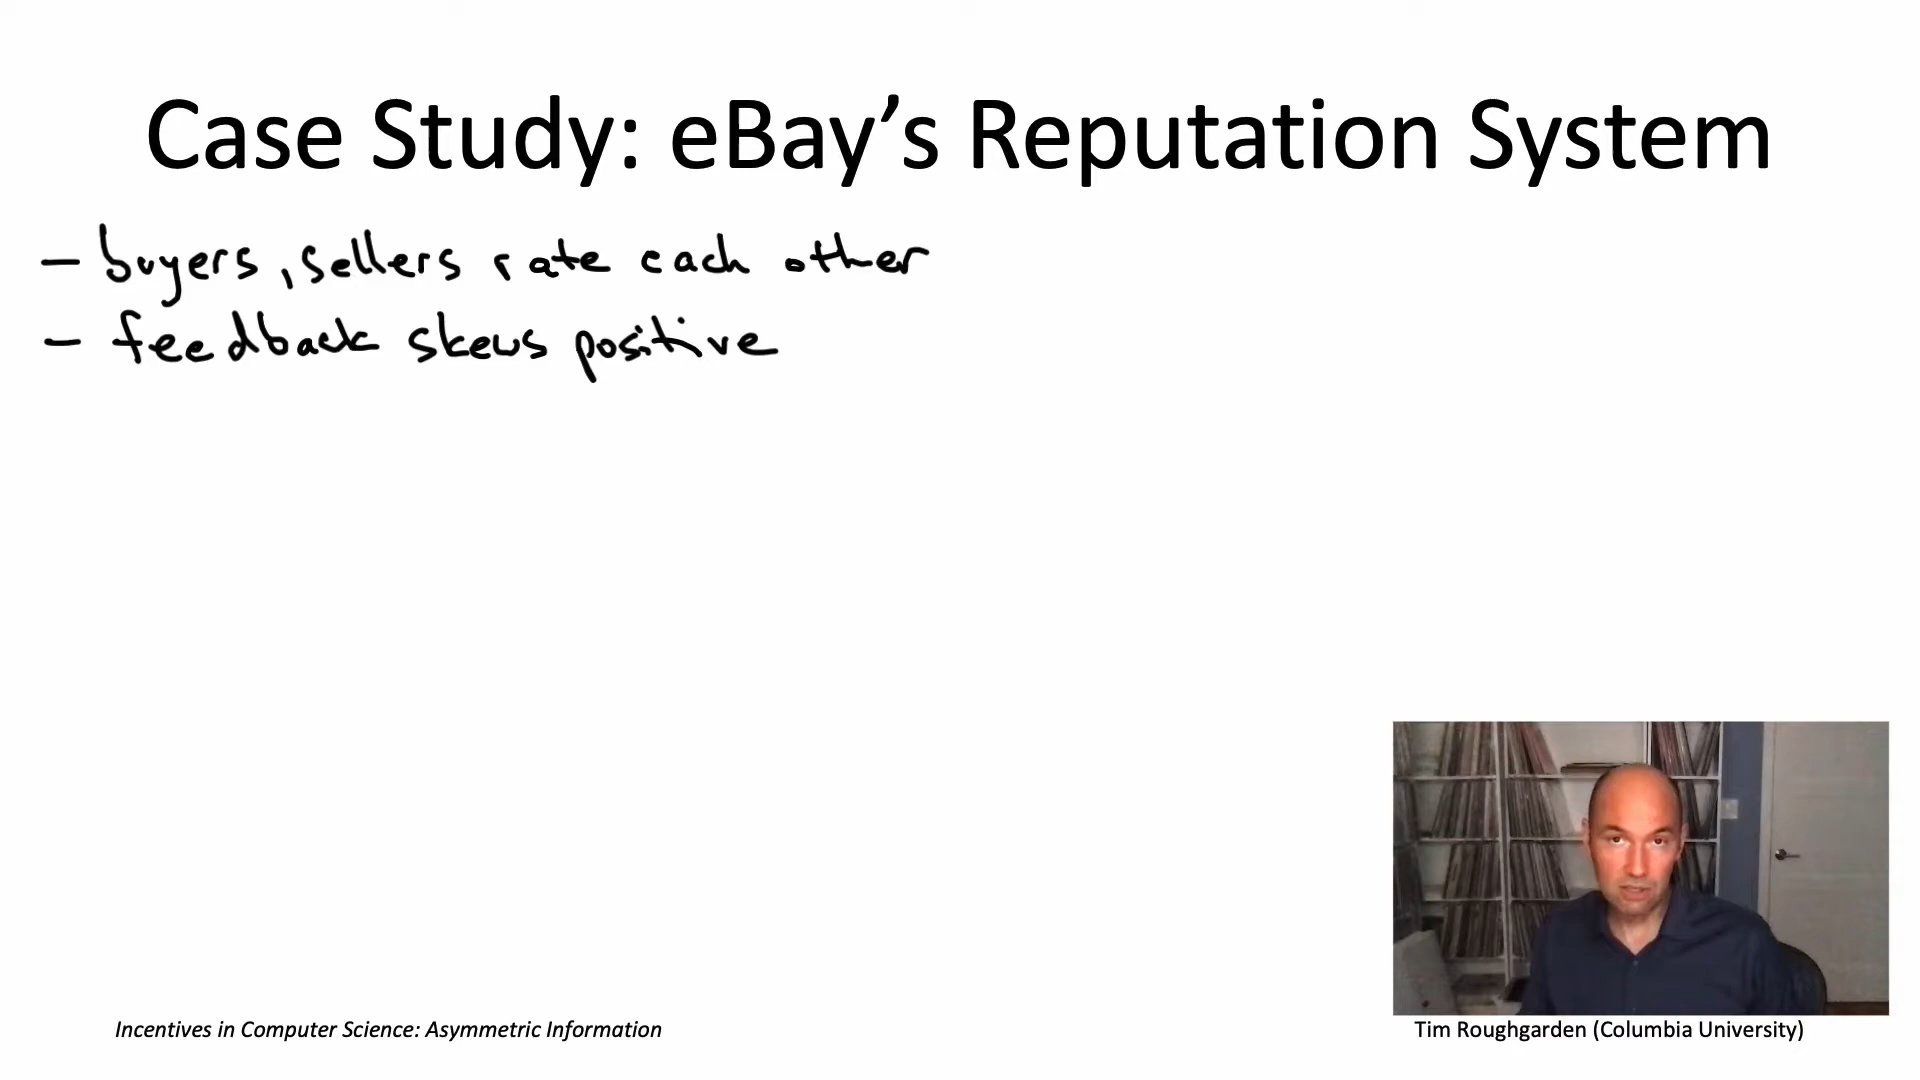 Case Study: eBay’s Reputation System
– buyers, sellers rate each other
– feedback skews positive
Incentives in Computer Science: Asymmetric Information
Tim Roughgarden (Columbia University)